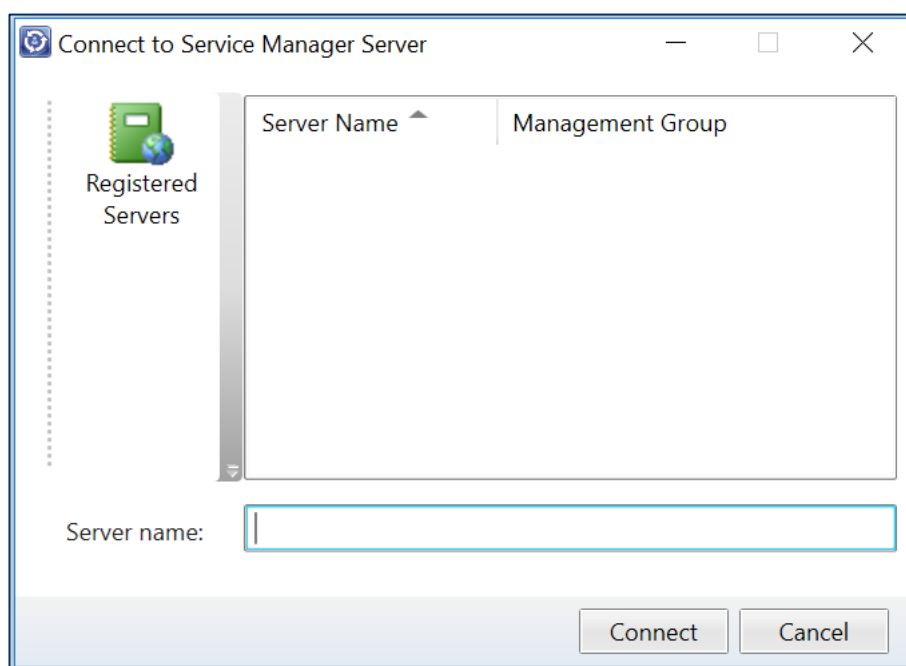 Connect to Service Manager Server
Registered
Servers
Server Name
Management Group
Server name:
Connect
Cancel